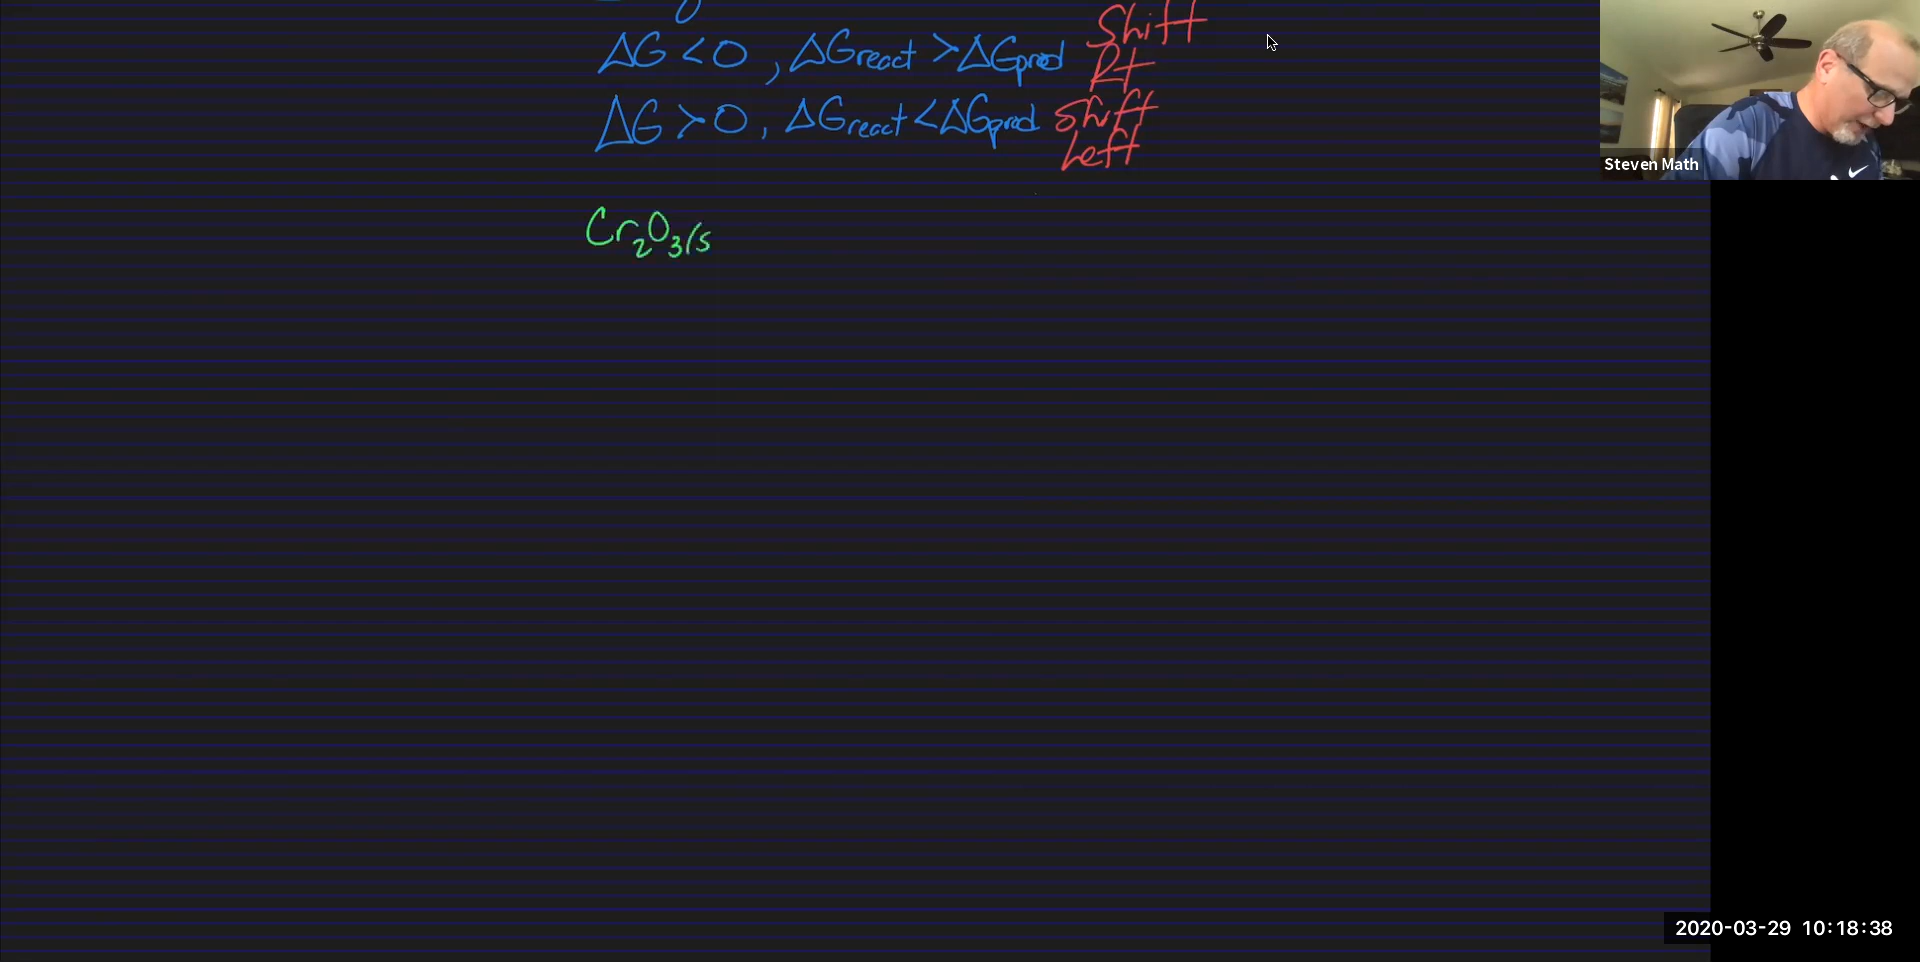 Shift
ΔG < 0 , ΔGreact > ΔGprod Rt
ΔG > 0 , ΔGreact < ΔGprod Shift
Left
Cr₂O₃(s
Steven Math
2020-03-29 10:18:38